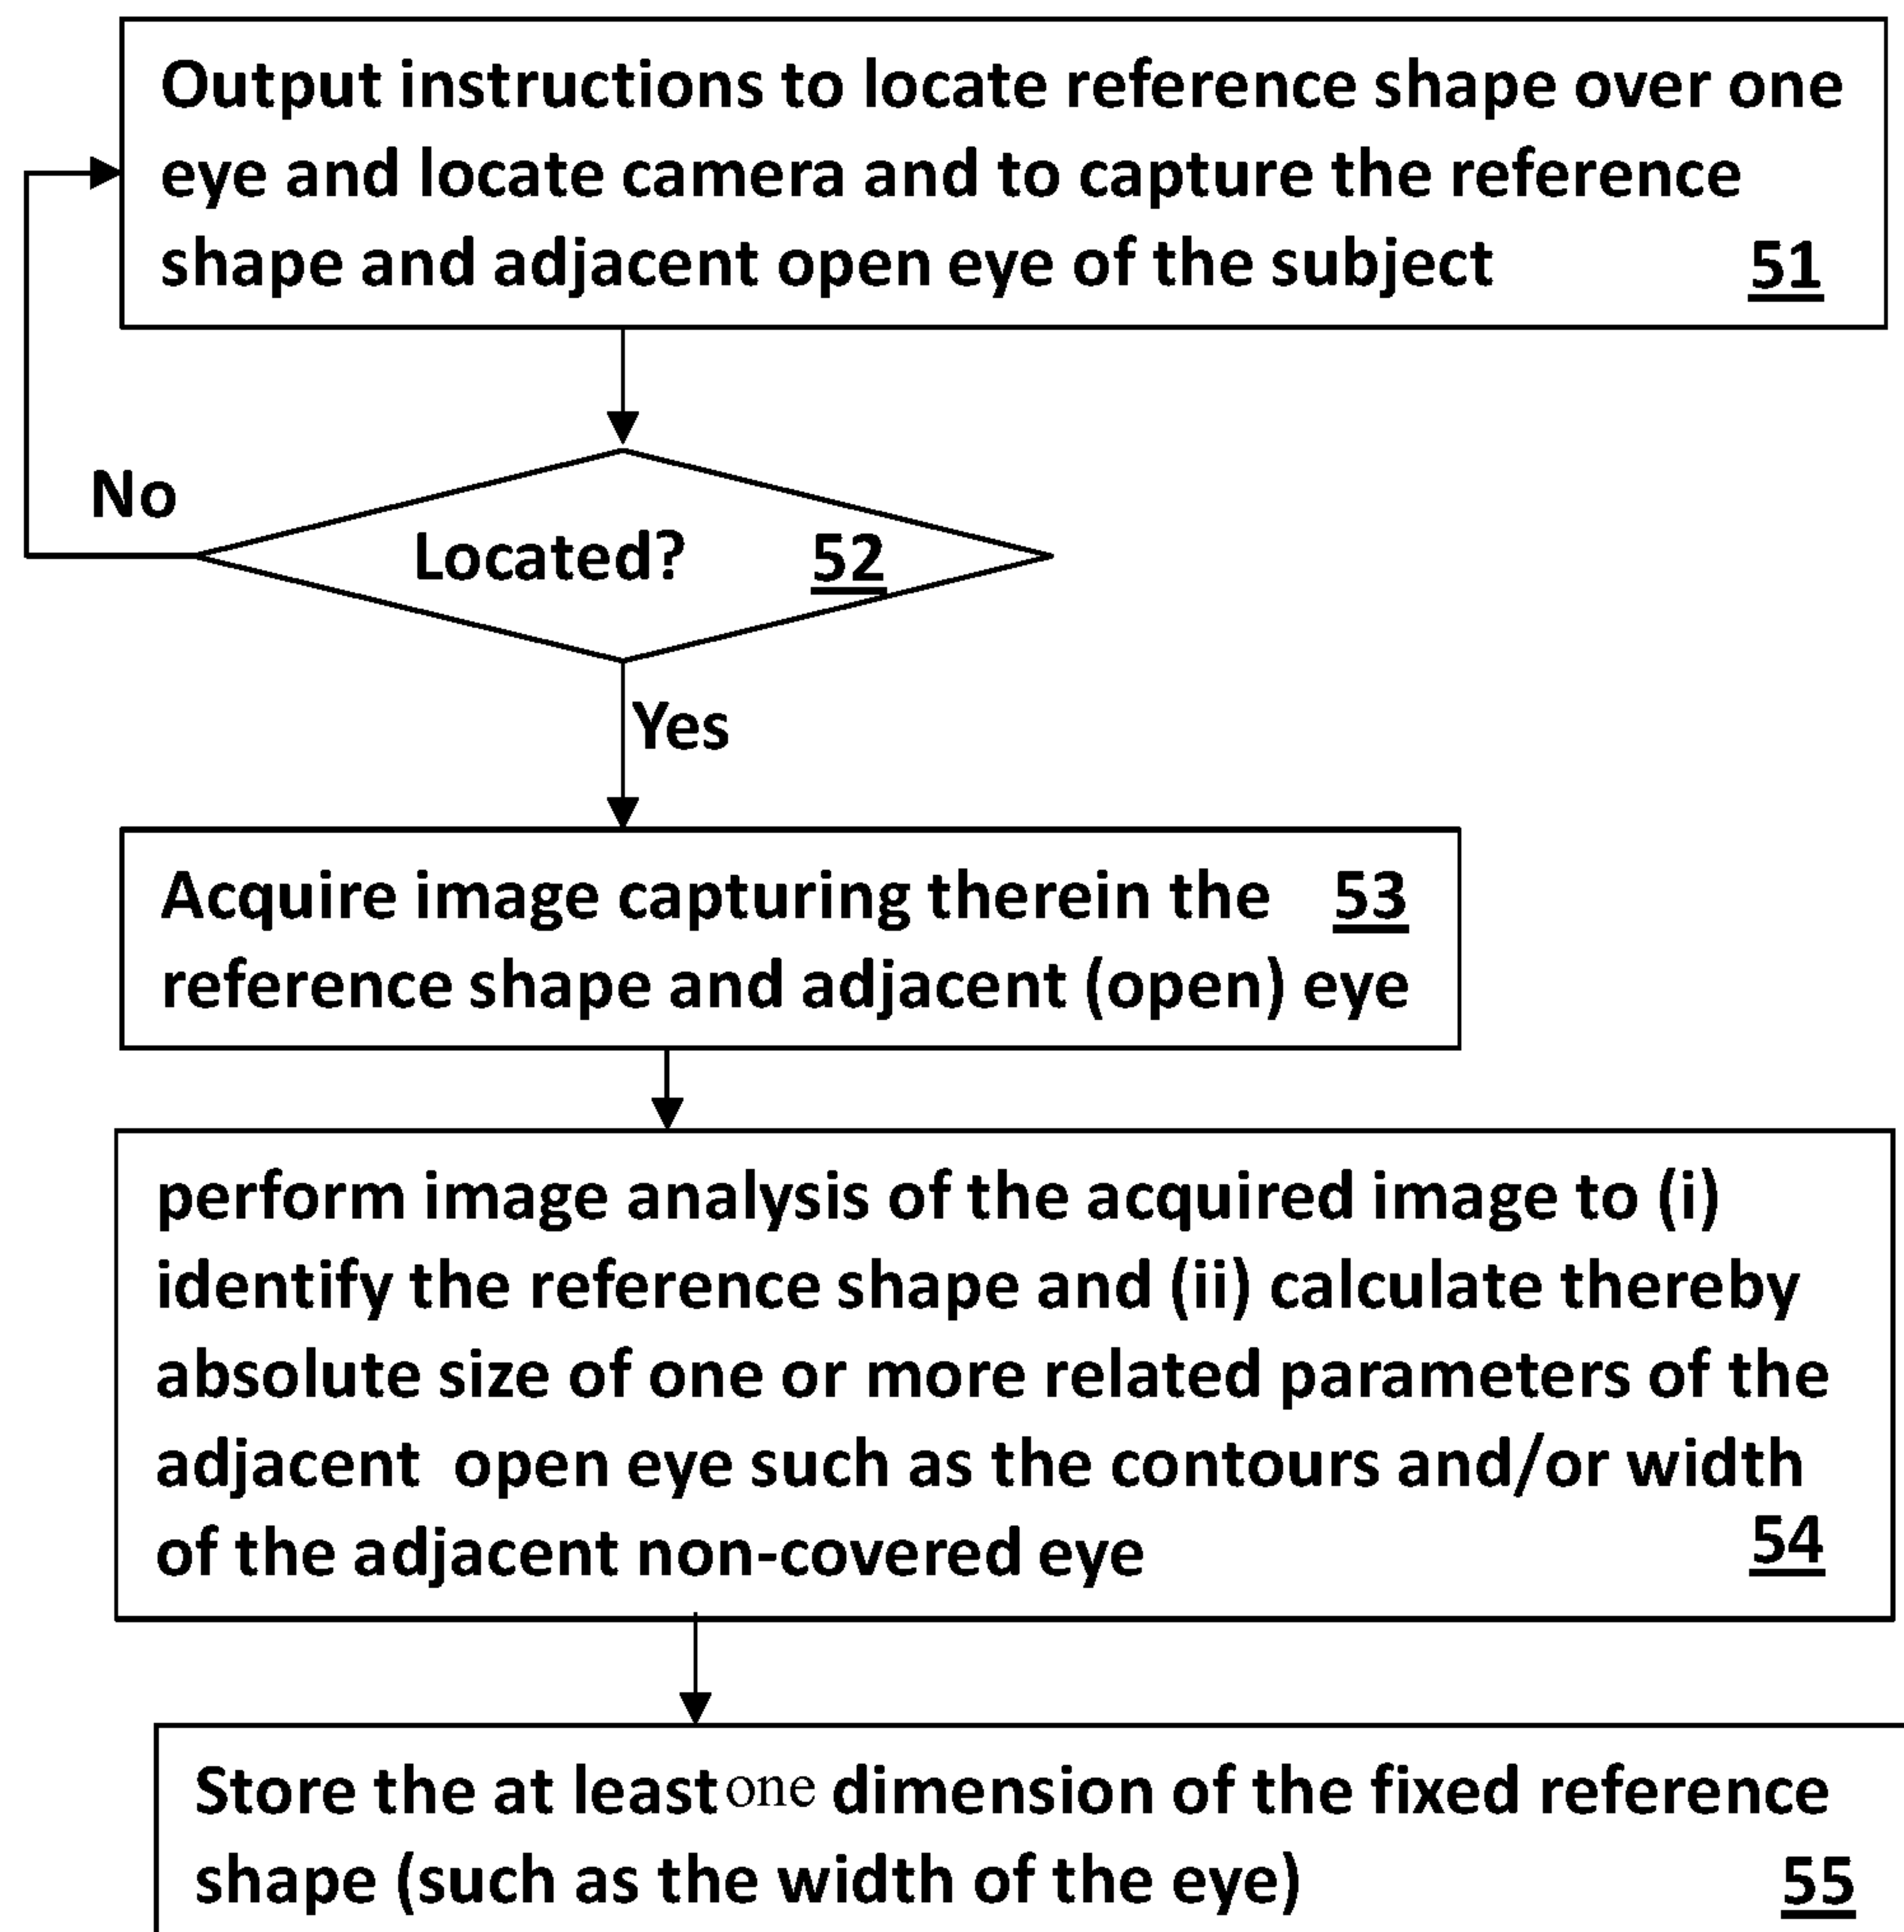 Output instructions to locate reference shape over one
eye and locate camera and to capture the reference
shape and adjacent open eye of the subject 51
No
Located? 52
Yes
Acquire image capturing therein the 53
reference shape and adjacent (open) eye
perform image analysis of the acquired image to (i)
identify the reference shape and (ii) calculate thereby
absolute size of one or more related parameters of the
adjacent open eye such as the contours and/or width
of the adjacent non-covered eye 54
Store the at least one dimension of the fixed reference
shape (such as the width of the eye) 55